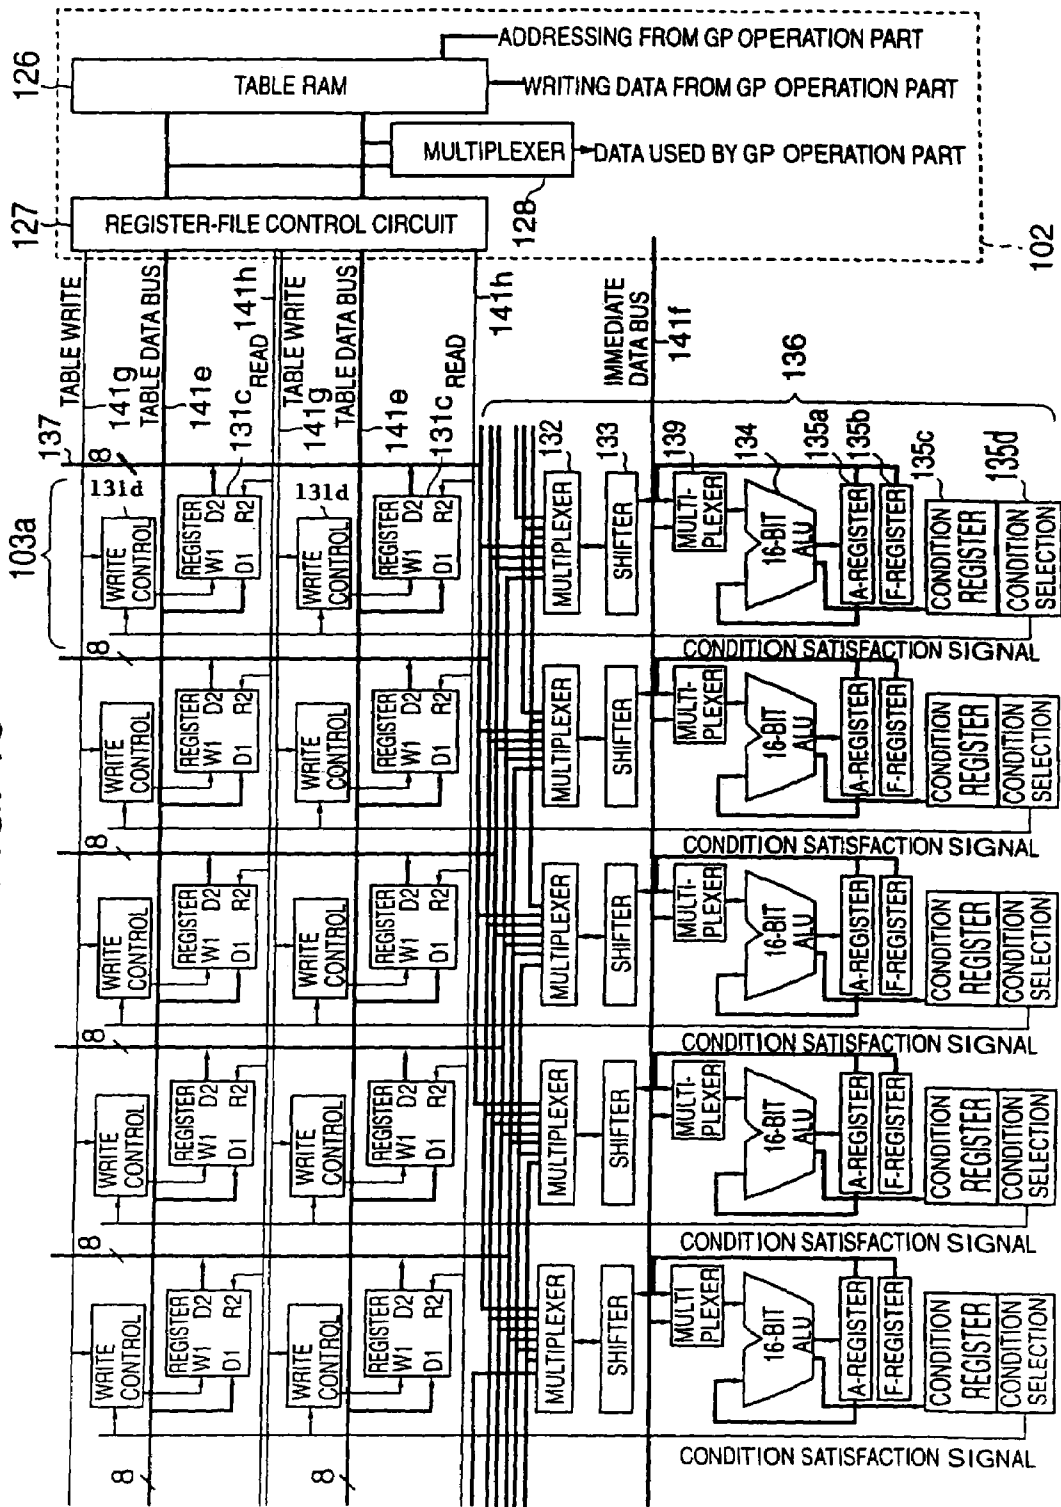 ADDRESSING FROM GP OPERATION PART
126
TABLE RAM
WRITING DATA FROM GP OPERATION PART
MULTIPLEXER
DATA USED BY GP OPERATION PART
127
REGISTER-FILE CONTROL CIRCUIT
128
102
TABLE WRITE
141g
TABLE DATA BUS
141e
131c
READ
141h
TABLE WRITE
141g
TABLE DATA BUS
141e
131c
READ
141h
IMMEDIATE
DATA BUS
141f
137
103a
8
131d
WRITE
CONTROL
REGISTER
W1
D2
D1
R2
131d
WRITE
CONTROL
REGISTER
W1
D2
D1
R2
136
132
MULTIPLEXER
133
SHIFTER
139
MULTI-
PLEXER
134
16-BIT
ALU
135a
A-REGISTER
135b
F-REGISTER
135c
CONDITION
REGISTER
135d
CONDITION
SELECTION
CONDITION SATISFACTION SIGNAL
8
WRITE
CONTROL
REGISTER
W1
D2
D1
R2
WRITE
CONTROL
REGISTER
W1
D2
D1
R2
MULTIPLEXER
SHIFTER
MULTI-
PLEXER
16-BIT
ALU
A-REGISTER
F-REGISTER
CONDITION
REGISTER
CONDITION
SELECTION
CONDITION SATISFACTION SIGNAL
8
WRITE
CONTROL
REGISTER
W1
D2
D1
R2
WRITE
CONTROL
REGISTER
W1
D2
D1
R2
MULTIPLEXER
SHIFTER
MULTI-
PLEXER
16-BIT
ALU
A-REGISTER
F-REGISTER
CONDITION
REGISTER
CONDITION
SELECTION
CONDITION SATISFACTION SIGNAL
8
WRITE
CONTROL
REGISTER
W1
D2
D1
R2
WRITE
CONTROL
REGISTER
W1
D2
D1
R2
MULTIPLEXER
SHIFTER
MULTI-
PLEXER
16-BIT
ALU
A-REGISTER
F-REGISTER
CONDITION
REGISTER
CONDITION
SELECTION
CONDITION SATISFACTION SIGNAL
8
WRITE
CONTROL
REGISTER
W1
D2
D1
R2
WRITE
CONTROL
REGISTER
W1
D2
D1
R2
MULTIPLEXER
SHIFTER
MULTI
PLEXER
16-BIT
ALU
A-REGISTER
F-REGISTER
CONDITION
REGISTER
CONDITION
SELECTION
CONDITION SATISFACTION SIGNAL
8
8